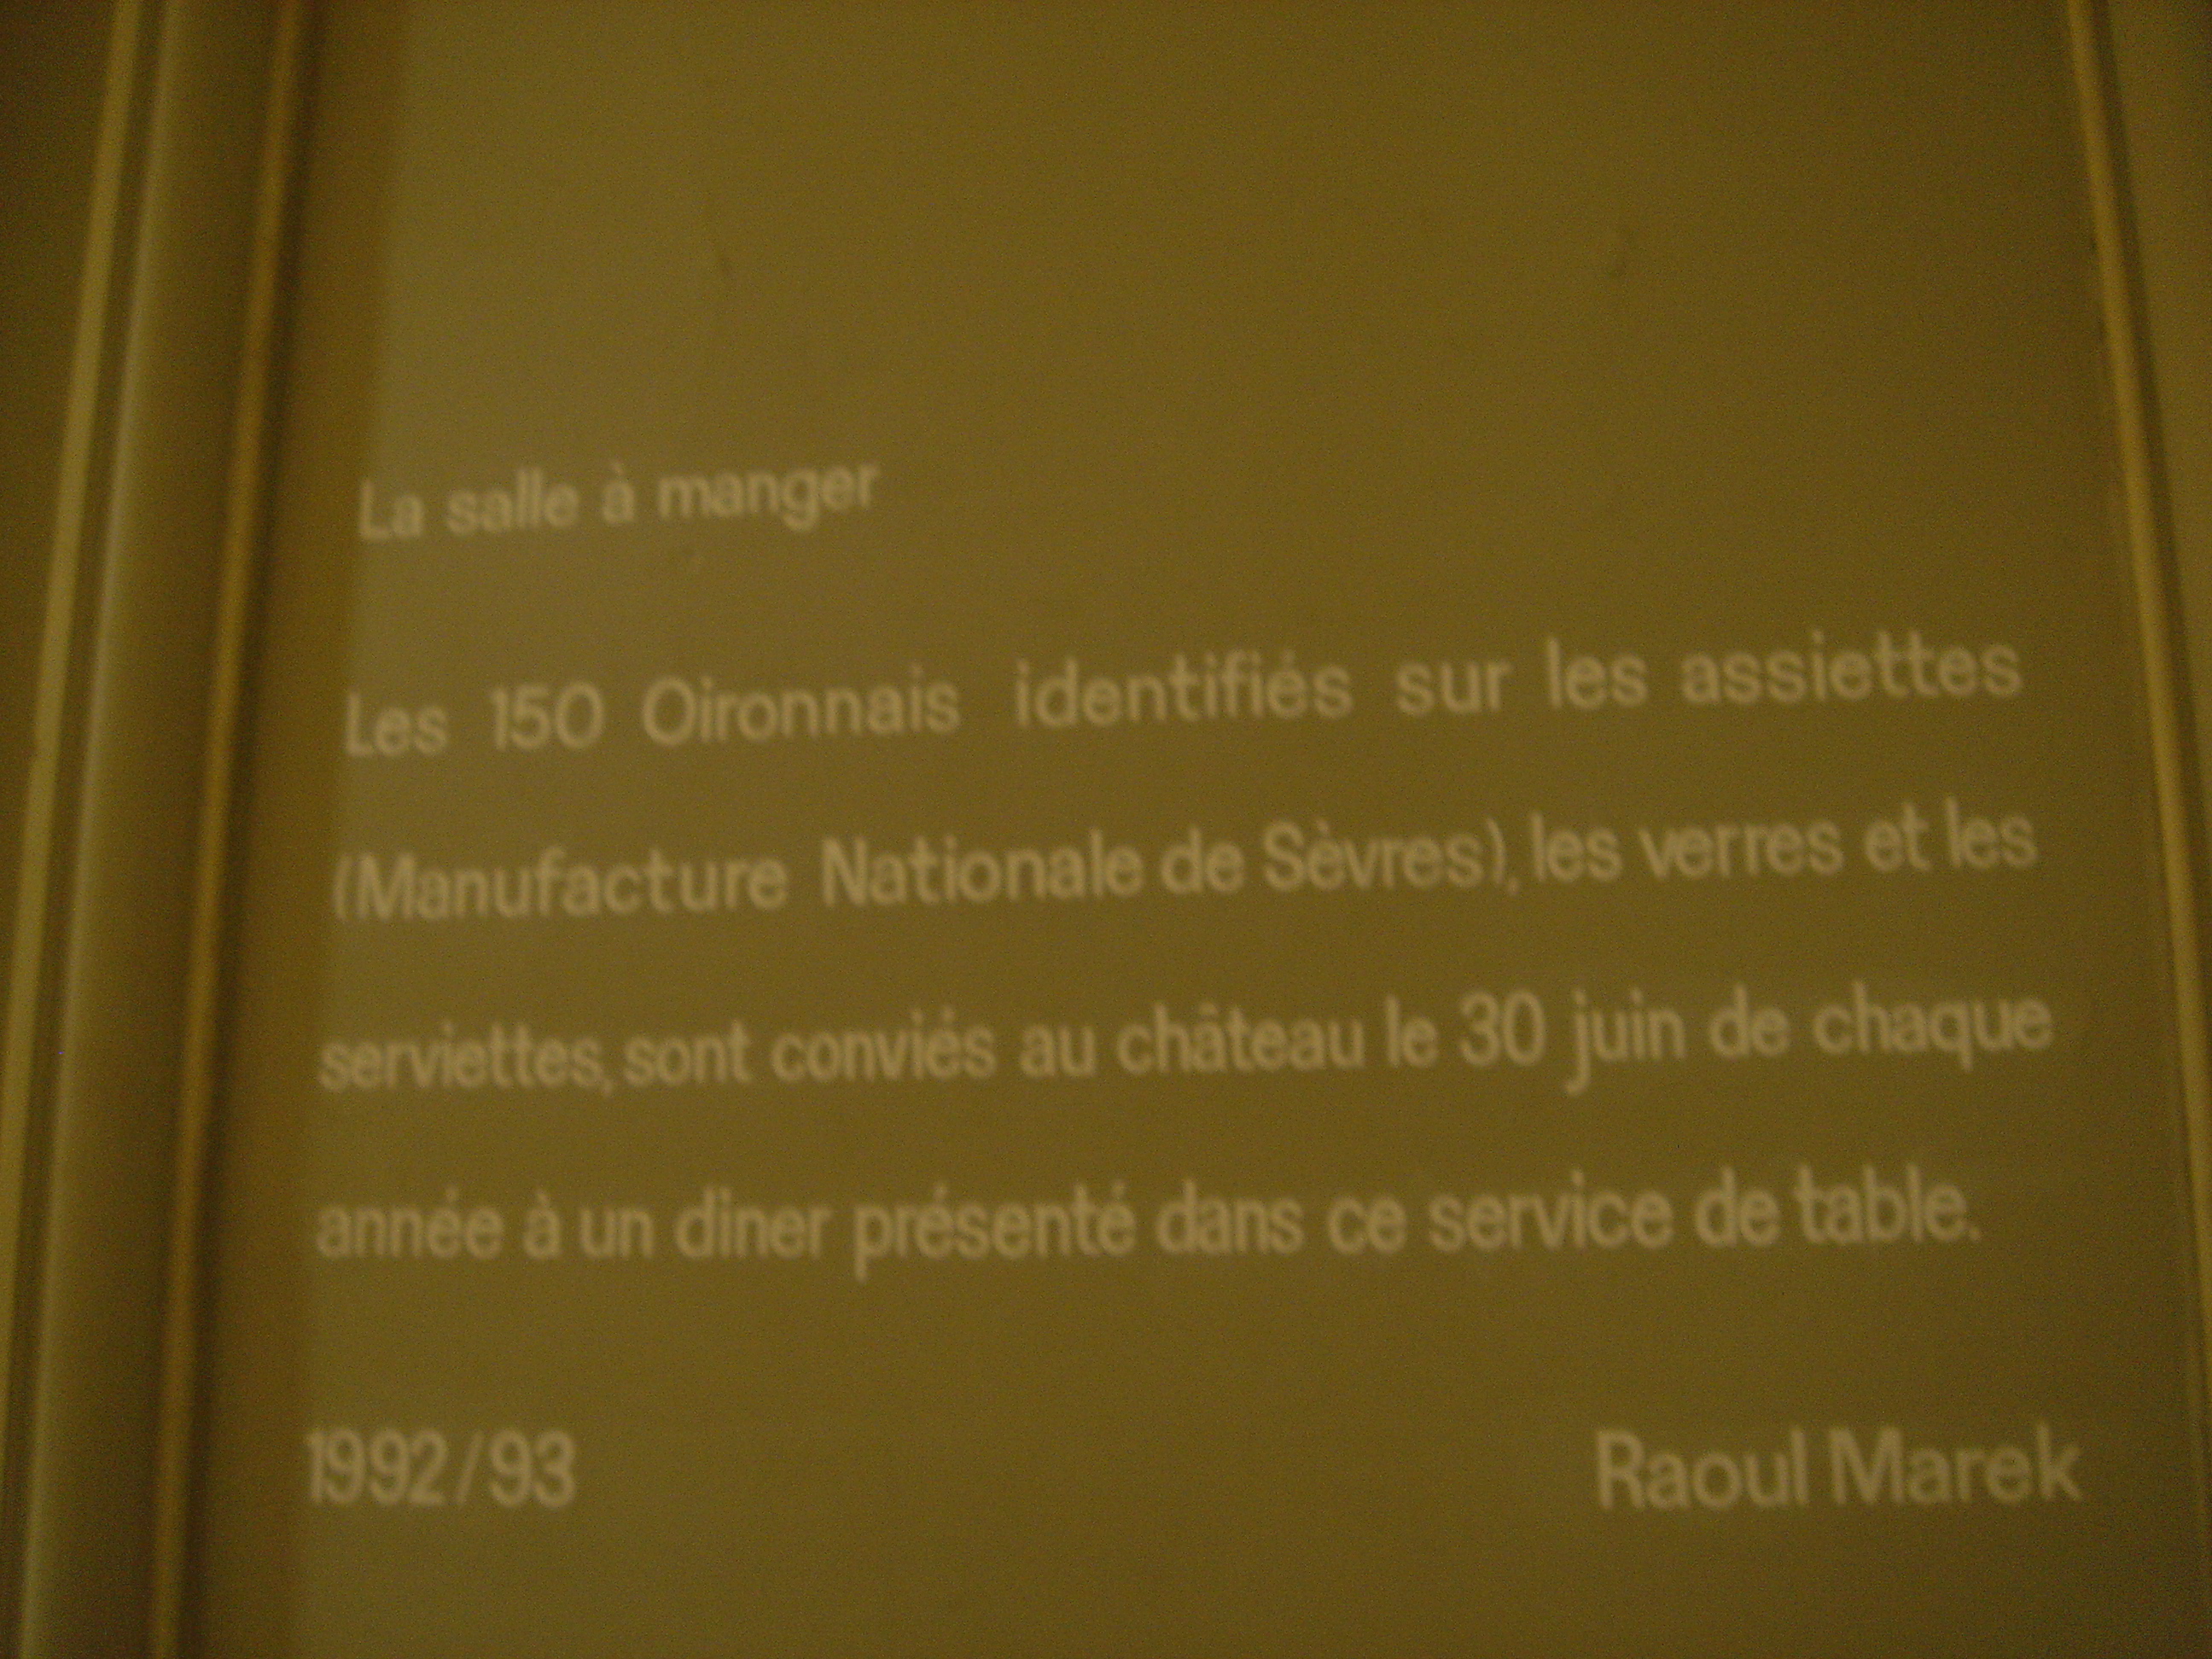 La salle à manger
Les 150 Oironnais identifiés sur les assiettes
(Manufacture Nationale de Sèvres), les verres et les
serviettes, sont conviés au château le 30 juin de chaque
année à un dîner présenté dans ce service de table.
1992/93
Raoul Marek